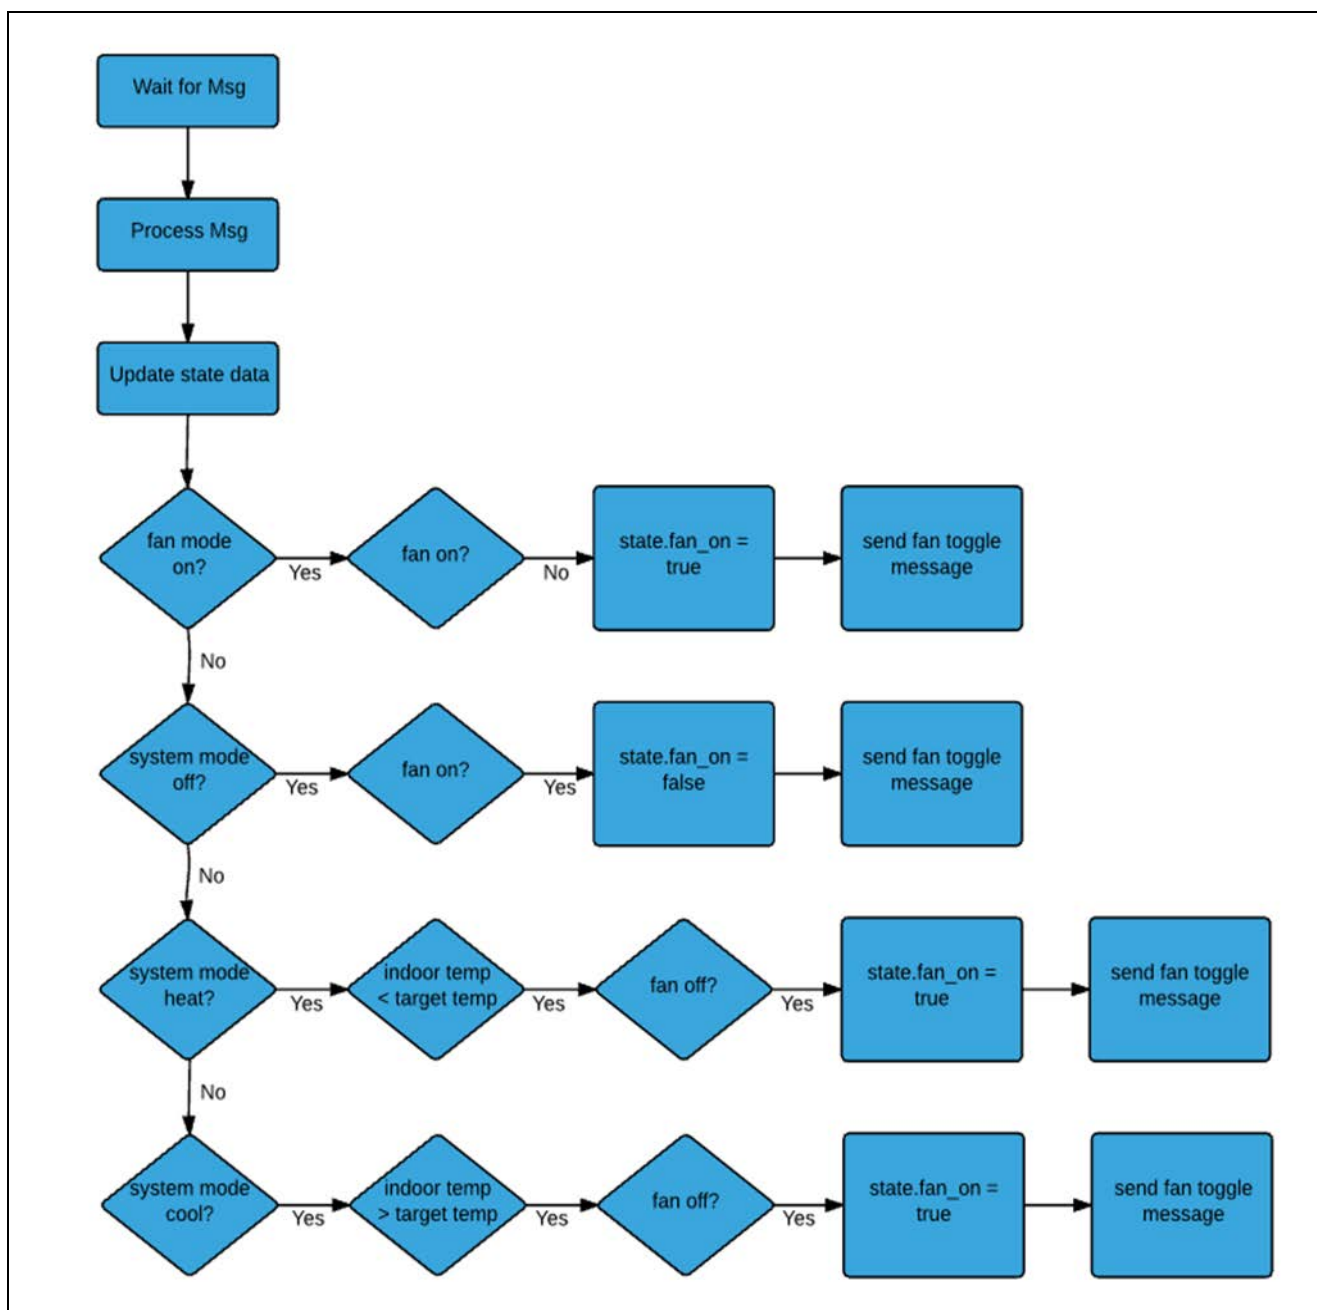 Wait for Msg
Process Msg
Update state data
fan mode
on?
Yes
fan on?
No
state.fan_on =
true
send fan toggle
message
No
system mode
off?
Yes
fan on?
Yes
state.fan_on =
false
send fan toggle
message
No
system mode
heat?
Yes
indoor temp
< target temp
Yes
fan off?
Yes
state.fan_on =
true
send fan toggle
message
No
system mode
cool?
Yes
indoor temp
> target temp
Yes
fan off?
Yes
state.fan_on =
true
send fan toggle
message